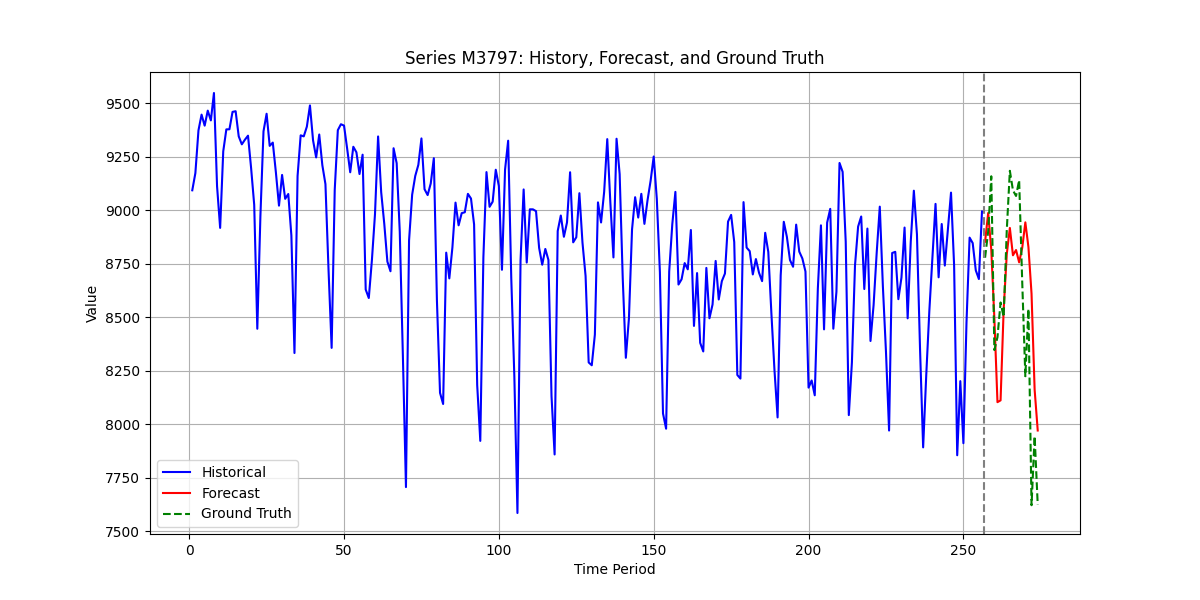 Series M3797: History, Forecast, and Ground Truth
9500
9250
9000
8750
8500
8250
8000
7750
7500
Value
Historical
Forecast
Ground Truth
0
50
100
150
200
250
Time Period